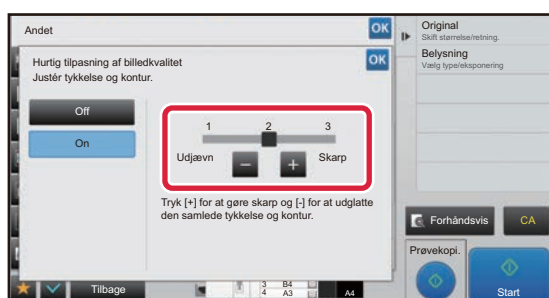 Andet
OK
Hurtig tilpasning af billedkvalitet
Justér tykkelse og kontur.
OK
Off
On
1 2 3
Udjævn - + Skarp
Tryk [+] for at gøre skarp og [-] for at udglatte
den samlede tykkelse og kontur.
Original
Skift størrelse/retning.
Belysning
Vælg type/eksponering
Forhåndsvis
CA
Prøvekopi.
Start
Tilbage
3 B4
4 A3
A4